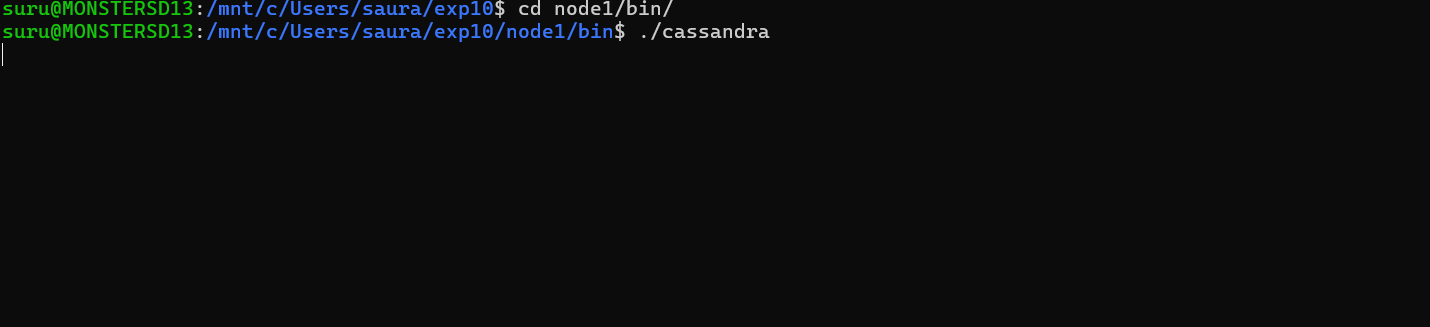 suru@MONSTERSD13:/mnt/c/Users/saura/exp10$ cd node1/bin/
suru@MONSTERSD13:/mnt/c/Users/saura/exp10/node1/bin$ ./cassandra